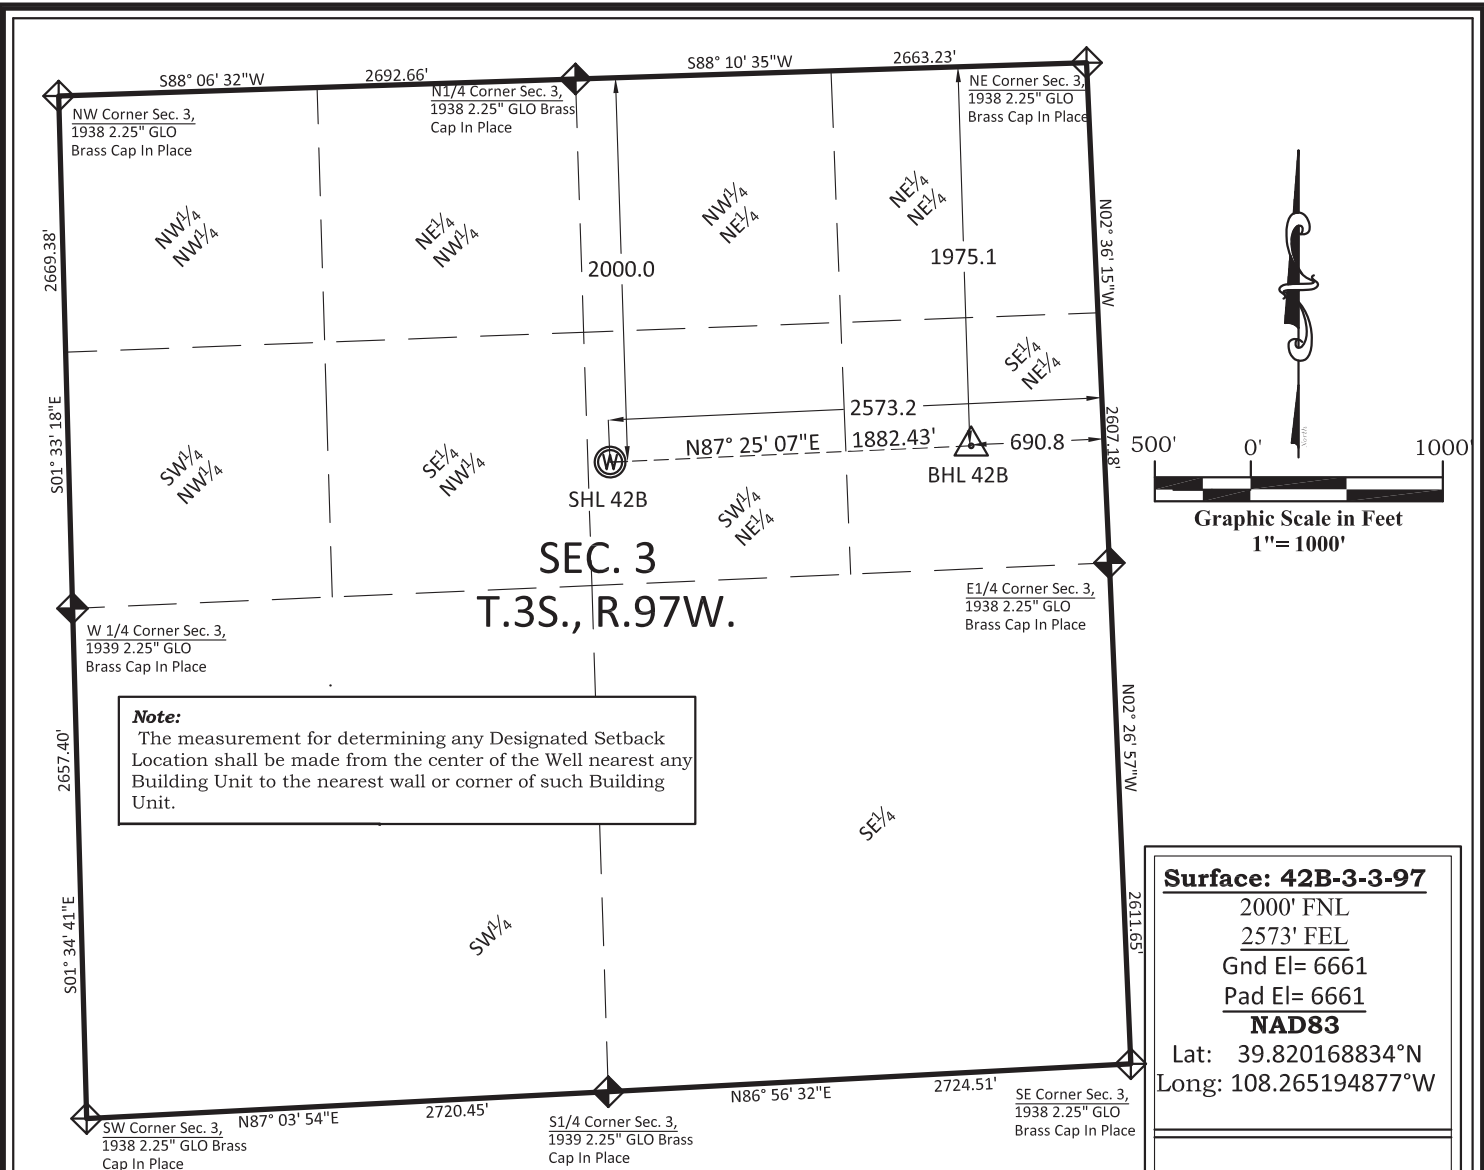 S88° 06' 32"W
2692.66'
S88° 10' 35"W
2663.23'
NW Corner Sec. 3,
1938 2.25" GLO
Brass Cap In Place
N1/4 Corner Sec. 3,
1938 2.25" GLO Brass
Cap In Place
NE Corner Sec. 3,
1938 2.25" GLO
Brass Cap In Place
NW¼
NW¼
NE¼
NW¼
NW¼
NE¼
NE¼
NE¼
2669.38'
2000.0
1975.1
N02° 36' 15"W
SE¼
NE¼
S01° 33' 18"E
2573.2
2607.18'
SW¼
NW¼
SE¼
NW¼
N87° 25' 07"E
1882.43'
690.8
W
SHL 42B
BHL 42B
SW¼
NE¼
North
500'
0'
1000'
Graphic Scale in Feet
1"= 1000'
SEC. 3
T.3S., R.97W.
E1/4 Corner Sec. 3,
1938 2.25" GLO
Brass Cap In Place
W 1/4 Corner Sec. 3,
1939 2.25" GLO
Brass Cap In Place
2657.40'
N02° 26' 57"W
Note:
The measurement for determining any Designated Setback
Location shall be made from the center of the Well nearest any
Building Unit to the nearest wall or corner of such Building
Unit.
SE¼
SW¼
S01° 34' 41"E
2611.65'
Surface: 42B-3-3-97
2000' FNL
2573' FEL
Gnd El= 6661
Pad El= 6661
NAD83
Lat: 39.820168834°N
Long: 108.265194877°W
SW Corner Sec. 3,
1938 2.25" GLO Brass
Cap In Place
N87° 03' 54"E
2720.45'
S1/4 Corner Sec. 3,
1939 2.25" GLO Brass
Cap In Place
N86° 56' 32"E
2724.51'
SE Corner Sec. 3,
1938 2.25" GLO
Brass Cap In Place